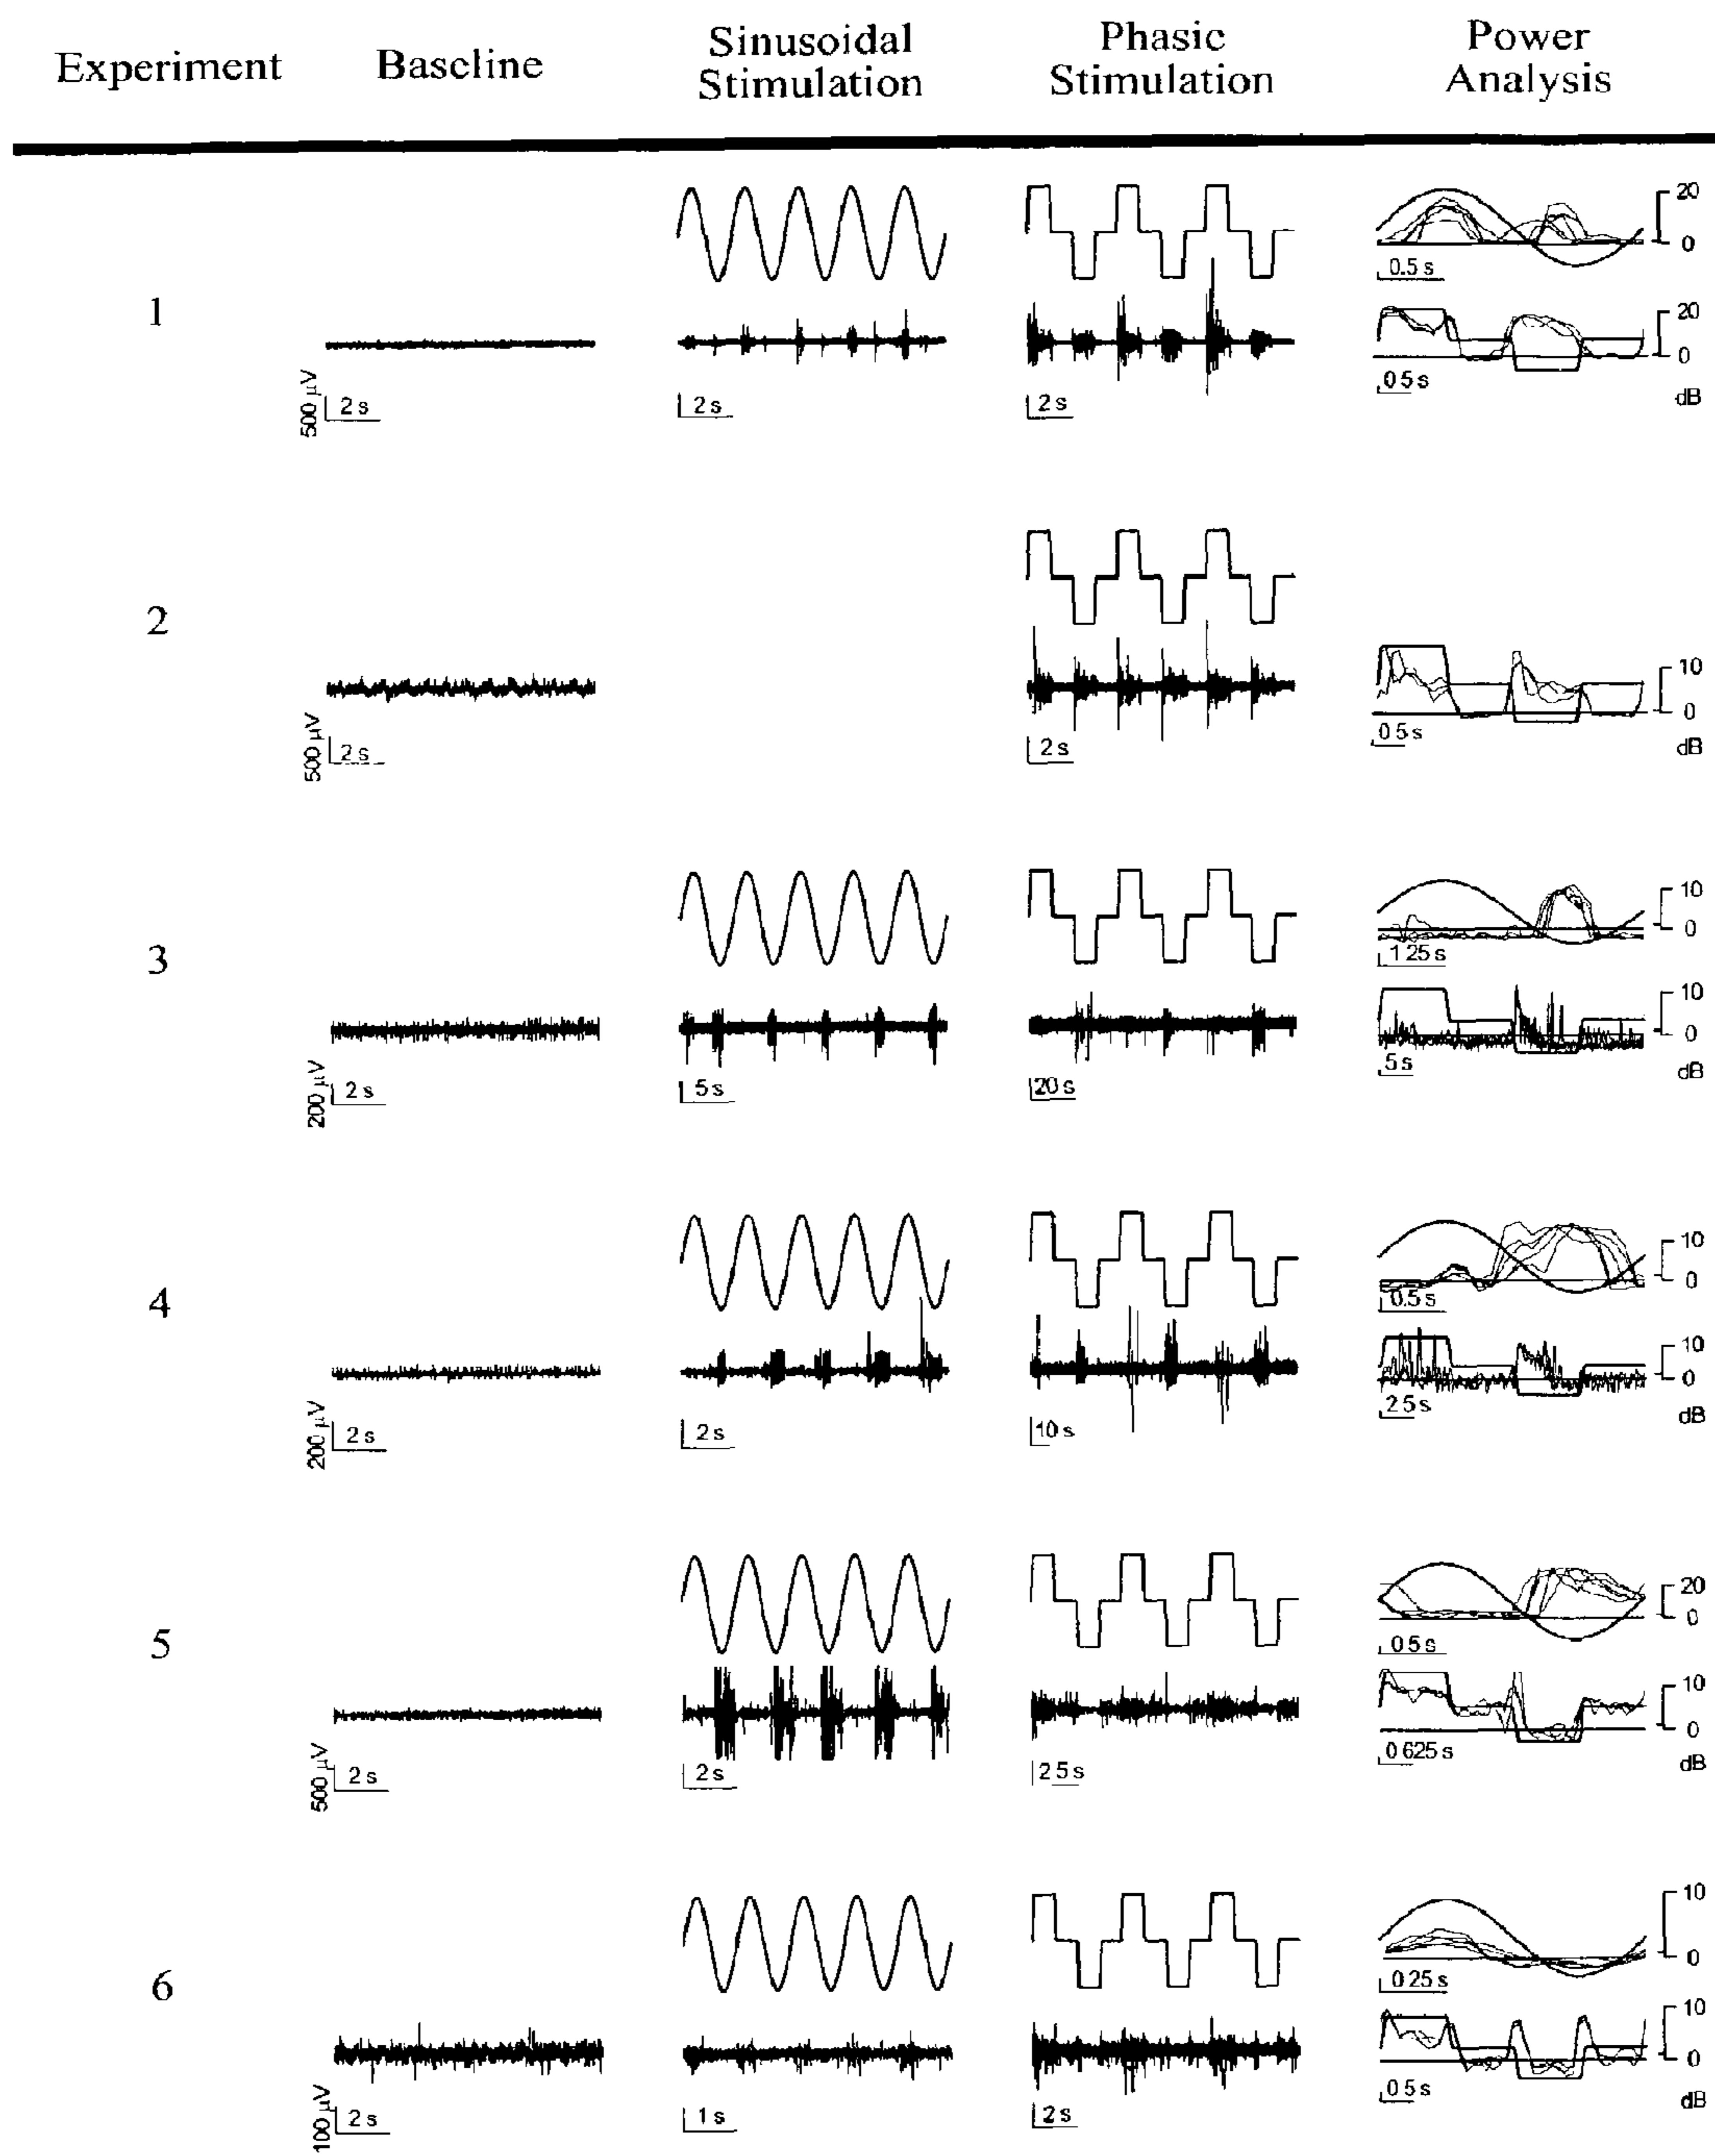 Experiment Baseline Sinusoidal Stimulation Phasic Stimulation Power Analysis
1
500 µV 2 s
2 s
2 s
20
0
0.5 s
20
0
0 5 s
dB
2
500 µV 2 s
2 s
10
0
0 5 s
dB
3
200 µV 2 s
5 s
20 s
10
0
1 25 s
10
0
5 s
dB
4
200 µV 2 s
2 s
10 s
10
0
0.5 s
10
0
2 5 s
dB
5
500 µV 2 s
2 s
2 5 s
20
0
0 5 s
10
0
0 625 s
dB
6
100 µV 2 s
1 s
2 s
10
0
0 25 s
10
0
0 5 s
dB